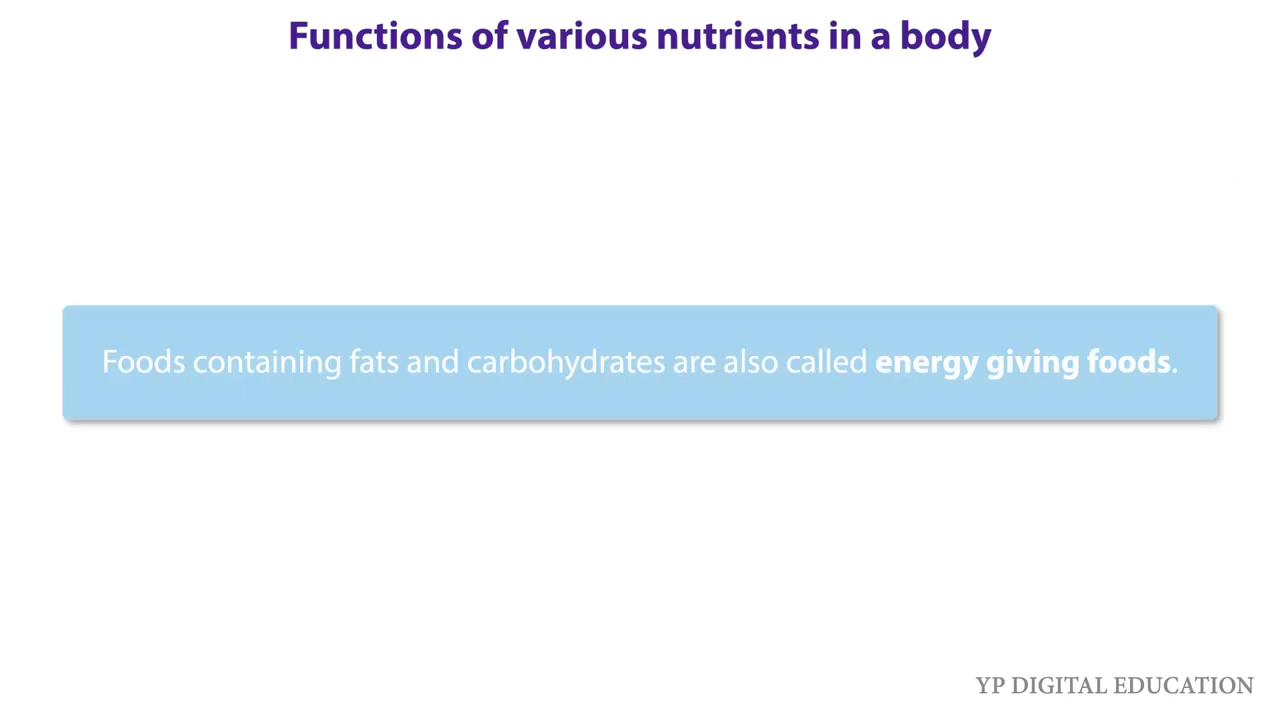 Functions of various nutrients in a body
Foods containing fats and carbohydrates are also called energy giving foods.
YP DIGITAL EDUCATION